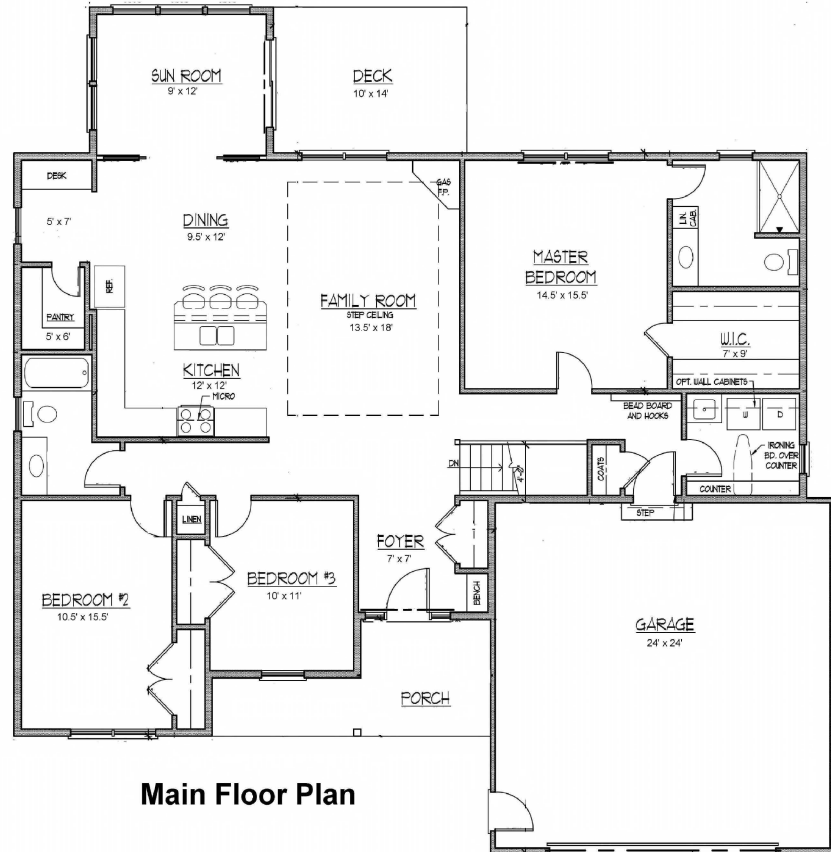 SUN ROOM
9' x 12'
DECK
10' x 14'
DESK
5' x 7'
DINING
9.5' x 12'
GAS
F.P.
LIN.
CAB.
MASTER
BEDROOM
14.5' x 15.5'
REF.
PANTRY
5' x 6'
FAMILY ROOM
STEP CEILING
13.5' x 18'
W.I.C.
7' x 9'
KITCHEN
12' x 12'
MICRO
OPT. WALL CABINETS
BEAD BOARD
AND HOOKS
W
D
IRONING
BD. OVER
COUNTER
DN
4'-0"
COATS
COUNTER
LINEN
STEP
FOYER
7' x 7'
BENCH
BEDROOM #2
10.5' x 15.5'
BEDROOM #3
10' x 11'
GARAGE
24' x 24'
PORCH
Main Floor Plan